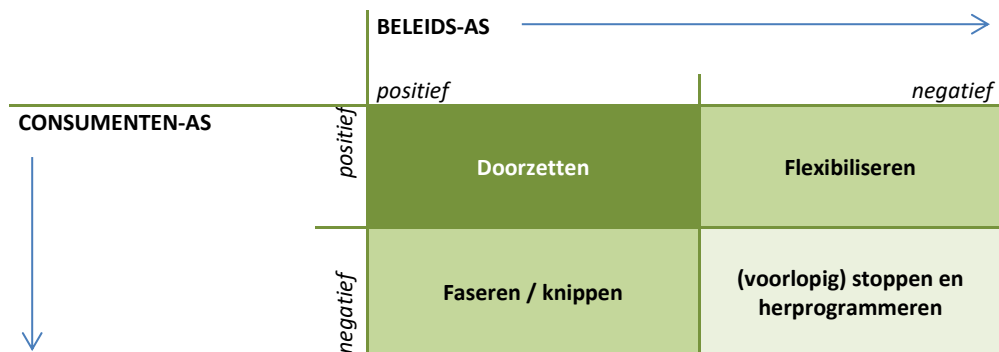 BELEIDS-AS
positief
negatief
CONSUMENTEN-AS
positief
Doorzetten
Flexibiliseren
negatief
Faseren / knippen
(voorlopig) stoppen en
herprogrammeren